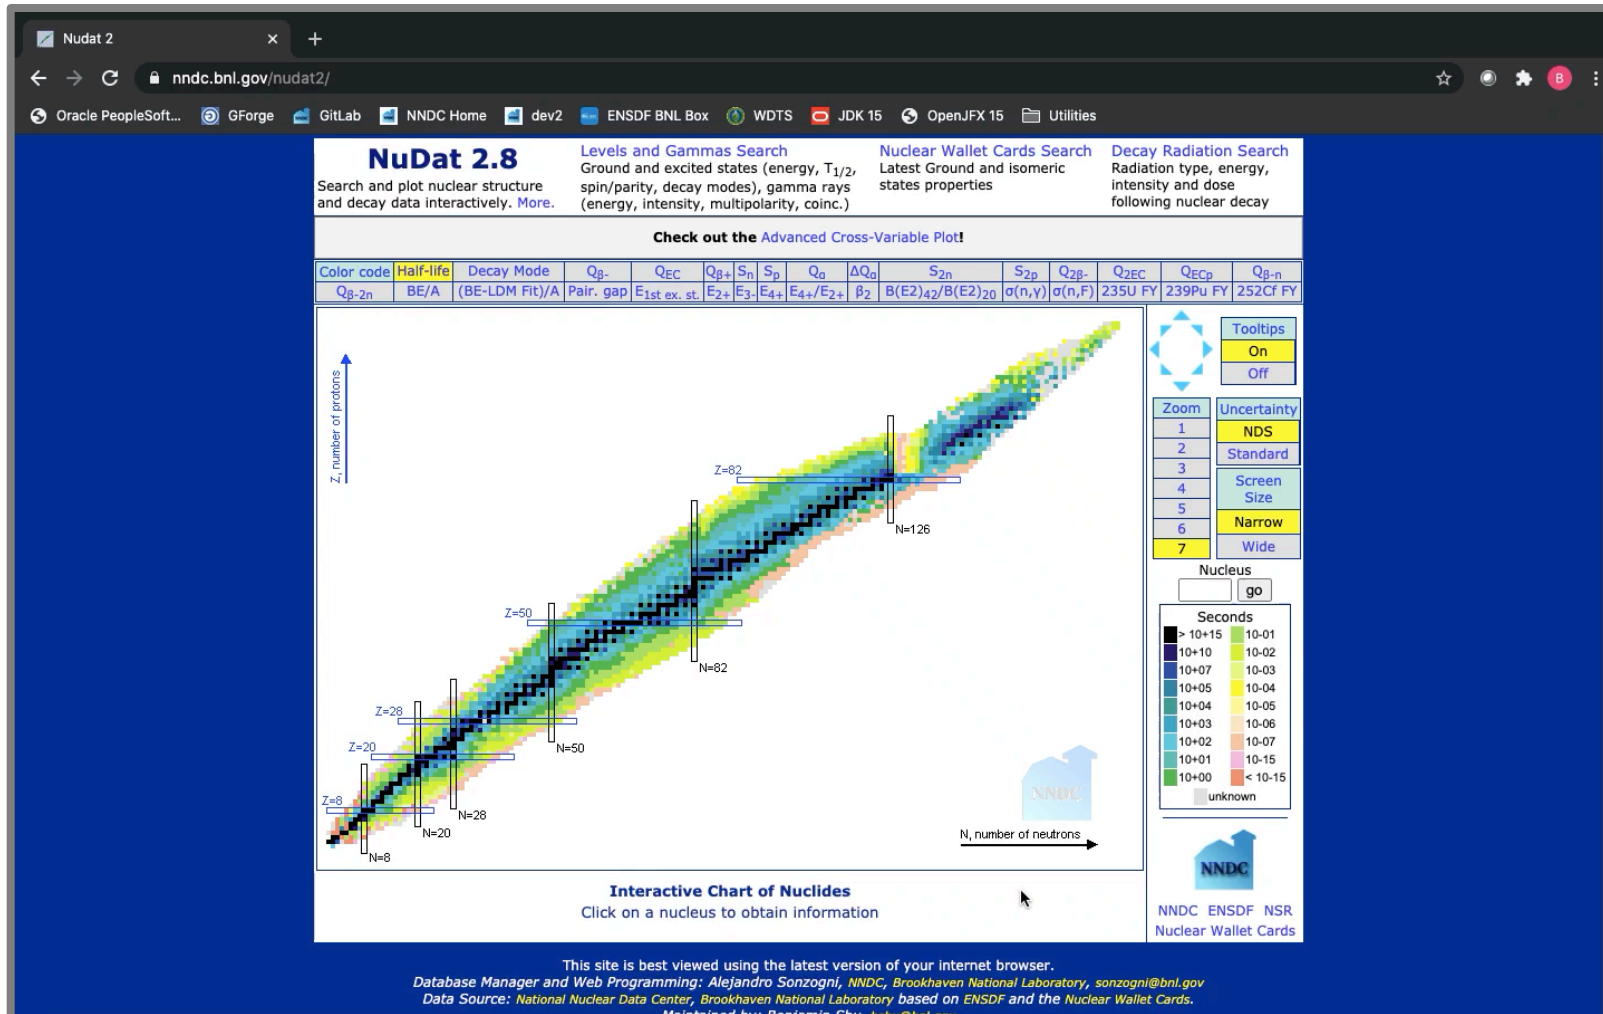 Nudat 2
nndc.bnl.gov/nudat2/
B
Oracle PeopleSoft... GForge GitLab NNDC Home dev2 ENSDF BNL Box WDTS JDK 15 OpenJFX 15 Utilities
NuDat 2.8
Search and plot nuclear structure
and decay data interactively. More.
Levels and Gammas Search
Ground and excited states (energy, T1/2,
spin/parity, decay modes), gamma rays
(energy, intensity, multipolarity, coinc.)
Nuclear Wallet Cards Search
Latest Ground and isomeric
states properties
Decay Radiation Search
Radiation type, energy,
intensity and dose
following nuclear decay
Check out the Advanced Cross-Variable Plot!
Color code Half-life Decay Mode Qβ- QEC Qβ+ Sn Sp Qα ΔQα S2n S2p Q2β- Q2EC QECp Qβ-n
Qβ-2n BE/A (BE-LDM Fit)/A Pair. gap E1st ex. st. E2+ E3- E4+ E4+/E2+ β2 B(E2)42/B(E2)20 σ(n,γ) σ(n,F) 235U FY 239Pu FY 252Cf FY
Z, number of protons
Z=82
N=126
Z=50
N=82
Z=28
N=50
Z=20
N=28
Z=8
N=20
N=8
NNDC
N, number of neutrons
Interactive Chart of Nuclides
Click on a nucleus to obtain information
Tooltips
On
Off
Zoom
1
2
3
4
5
6
7
Uncertainty
NDS
Standard
Screen
Size
Narrow
Wide
Nucleus
go
Seconds
> 10+15 10-01
10+10 10-02
10+07 10-03
10+05 10-04
10+04 10-05
10+03 10-06
10+02 10-07
10+01 10-15
10+00 < 10-15
unknown
NNDC
NNDC ENSDF NSR
Nuclear Wallet Cards
This site is best viewed using the latest version of your internet browser.
Database Manager and Web Programming: Alejandro Sonzogni, NNDC, Brookhaven National Laboratory, sonzogni@bnl.gov
Data Source: National Nuclear Data Center, Brookhaven National Laboratory based on ENSDF and the Nuclear Wallet Cards.